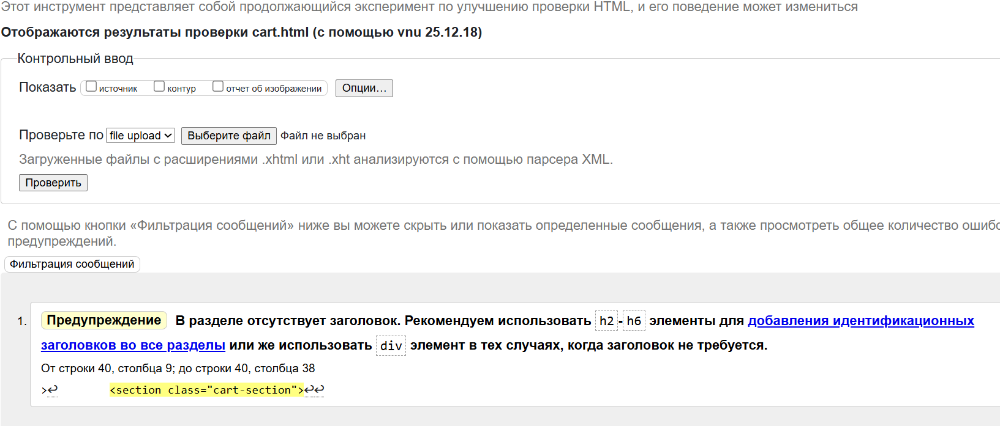 Этот инструмент представляет собой продолжающийся эксперимент по улучшению проверки HTML, и его поведение может измениться
Отображаются результаты проверки cart.html (с помощью vnu 25.12.18)
Контрольный ввод
Показать источник контур отчет об изображении Опции...
Проверьте по file upload Выберите файл Файл не выбран
Загруженные файлы с расширениями .xhtml или .xht анализируются с помощью парсера XML.
Проверить
С помощью кнопки «Фильтрация сообщений» ниже вы можете скрыть или показать определенные сообщения, а также просмотреть общее количество
предупреждений.
Фильтрация сообщений
1. Предупреждение В разделе отсутствует заголовок. Рекомендуем использовать h2-h6 элементы для добавления идентификационных
заголовков во все разделы или же использовать div элемент в тех случаях, когда заголовок не требуется.
От строки 40, столбца 9; до строки 40, столбца 38
>↩ <section class="cart-section">↩↩